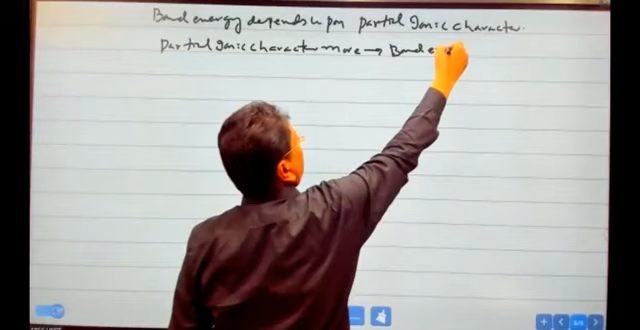 Bond energy depends upon partial Ionic character.
Partial Ionic character more → Bond e